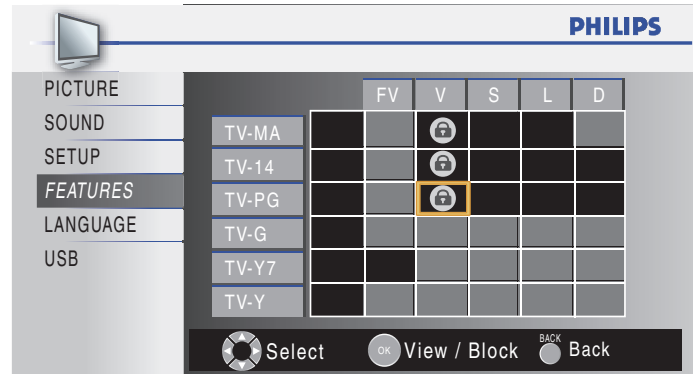 PHILIPS
PICTURE
SOUND
SETUP
FEATURES
LANGUAGE
USB
FV V S L D
TV-MA
TV-14
TV-PG
TV-G
TV-Y7
TV-Y
Select
OK View / Block
BACK Back